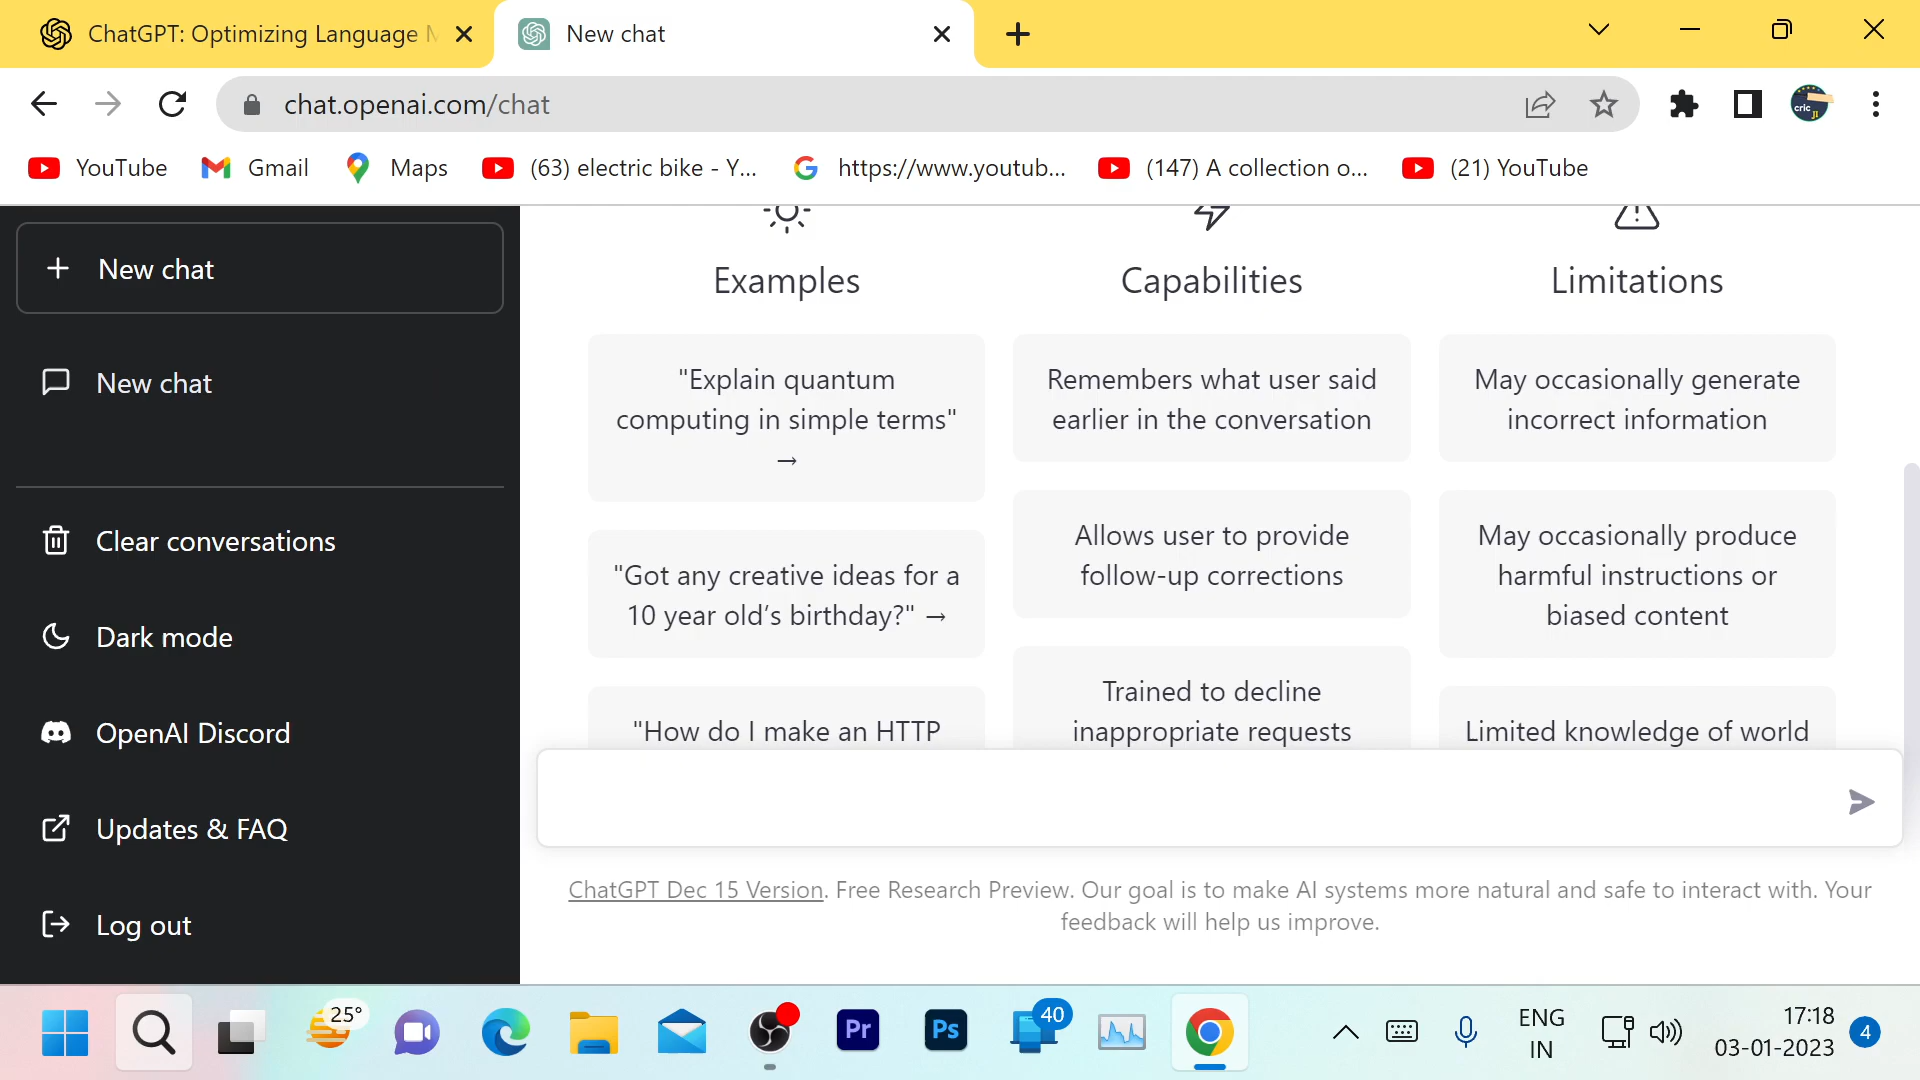 ChatGPT: Optimizing Language
New chat
chat.openai.com/chat
cric
JI
YouTube
Gmail
Maps
(63) electric bike - Y...
https://www.youtub...
(147) A collection o...
(21) YouTube
New chat
New chat
Clear conversations
Dark mode
OpenAI Discord
Updates & FAQ
Log out
Examples
"Explain quantum
computing in simple terms"
→
"Got any creative ideas for a
10 year old’s birthday?" →
"How do I make an HTTP
Capabilities
Remembers what user said
earlier in the conversation
Allows user to provide
follow-up corrections
Trained to decline
inappropriate requests
Limitations
May occasionally generate
incorrect information
May occasionally produce
harmful instructions or
biased content
Limited knowledge of world
ChatGPT Dec 15 Version. Free Research Preview. Our goal is to make AI systems more natural and safe to interact with. Your
feedback will help us improve.
25°
Pr
Ps
40
ENG
IN
17:18
03-01-2023
4